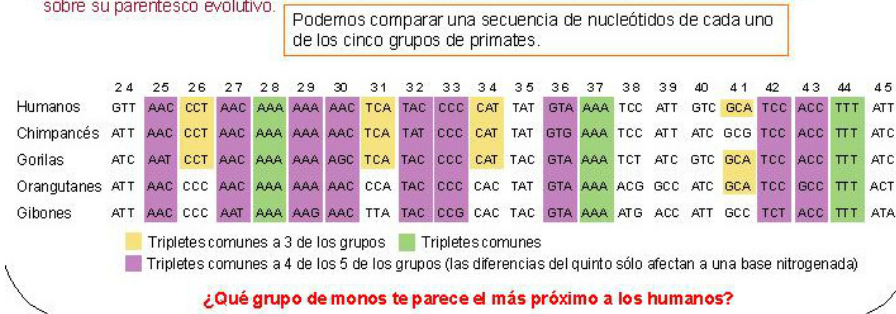 sobre su parentesco evolutivo.
Podemos comparar una secuencia de nucleótidos de cada uno
de los cinco grupos de primates.
24 25 26 27 28 29 30 31 32 33 34 35 36 37 38 39 40 41 42 43 44 45
Humanos GTT AAC CCT AAC AAA AAA AAC TCA TAC CCC CAT TAT GTA AAA TCC ATT GTC GCA TCC ACC TTT ATT
Chimpancés ATT AAC CCT AAC AAA AAA AAC TCA TAT CCC CAT TAT GTG AAA TCC ATT ATC GCG TCC ACC TTT ATC
Gorilas ATC AAT CCT AAC AAA AAA AGC TCA TAC CCC CAT TAC GTA AAA TCT ATC GTC GCA TCC ACC TTT ATC
Orangutanes ATT AAC CCC AAC AAA AAA AAC CCA TAC CCC CAC TAT GTA AAA ACG GCC ATC GCA TCC GCC TTT ACT
Gibones ATT AAC CCC AAT AAA AAG AAC TTA TAC CCG CAC TAC GTA AAA ATG ACC ATT GCC TCT ACC TTT ATA
Tripletes comunes a 3 de los grupos Tripletes comunes
Tripletes comunes a 4 de los 5 de los grupos (las diferencias del quinto sólo afectan a una base nitrogenada)
¿Qué grupo de monos te parece el más próximo a los humanos?